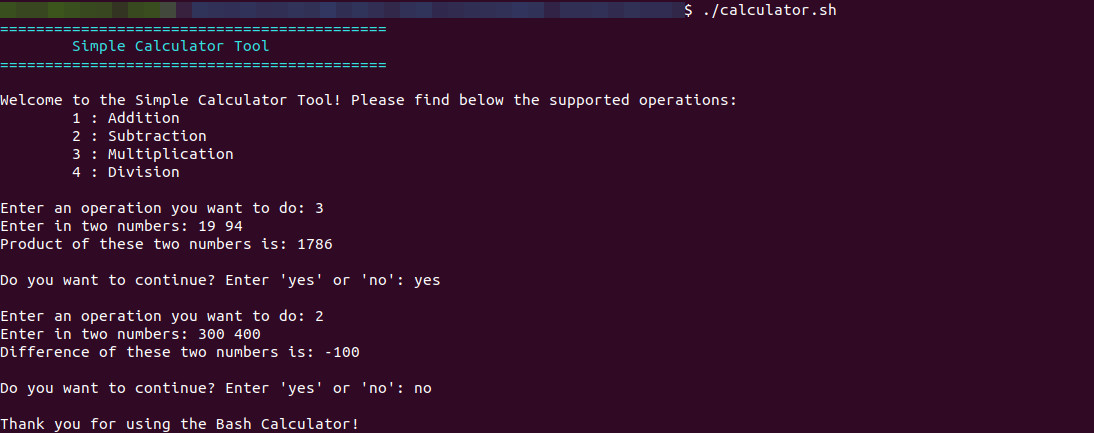 $ ./calculator.sh
===========================================
        Simple Calculator Tool
===========================================

Welcome to the Simple Calculator Tool! Please find below the supported operations:
        1 : Addition
        2 : Subtraction
        3 : Multiplication
        4 : Division

Enter an operation you want to do: 3
Enter in two numbers: 19 94
Product of these two numbers is: 1786

Do you want to continue? Enter 'yes' or 'no': yes

Enter an operation you want to do: 2
Enter in two numbers: 300 400
Difference of these two numbers is: -100

Do you want to continue? Enter 'yes' or 'no': no

Thank you for using the Bash Calculator!